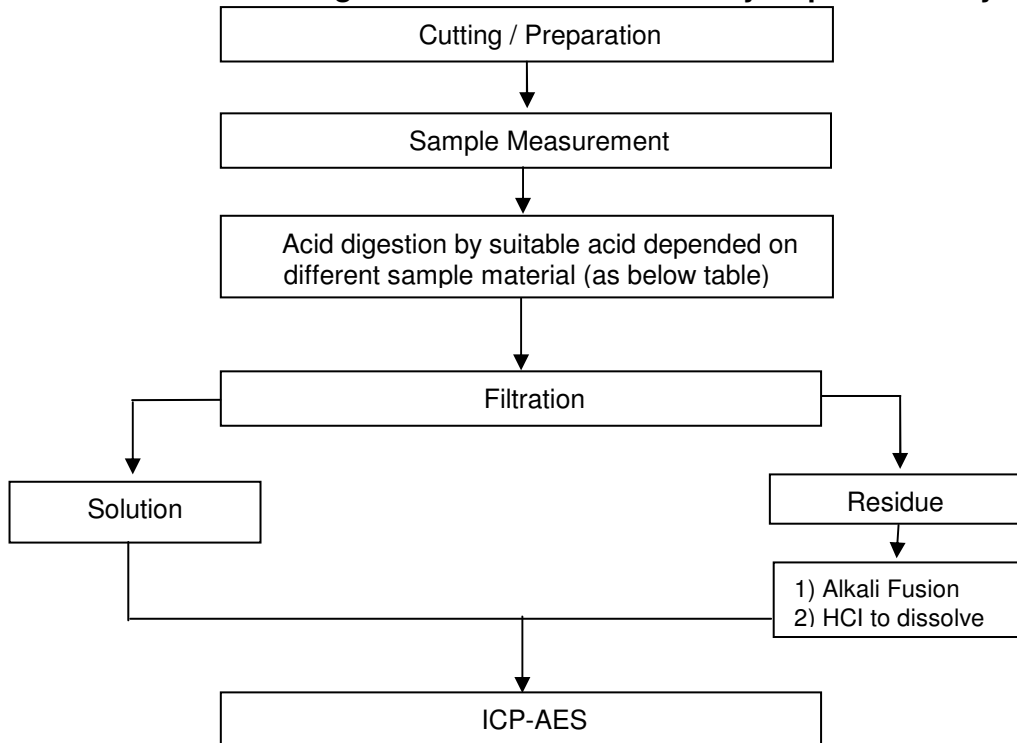 Cutting / Preparation
Sample Measurement
Acid digestion by suitable acid depended on
different sample material (as below table)
Filtration
Solution
Residue
1) Alkali Fusion
2) HCl to dissolve
ICP-AES